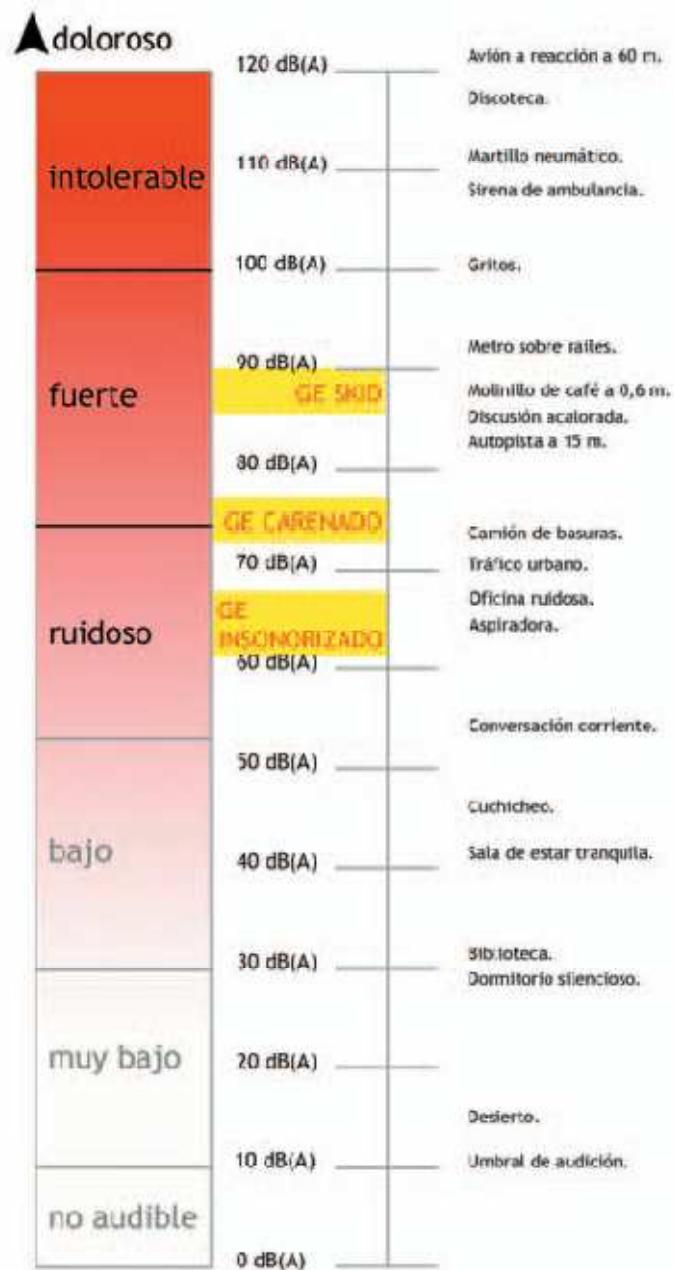 doloroso
120 dB(A)
Avión a reacción a 60 m.
Discoteca.
intolerable
110 dB(A)
Martillo neumático.
Sirena de ambulancia.
100 dB(A)
Gritos.
90 dB(A)
Metro sobre railes.
fuerte
GE SKID
Molinillo de café a 0,6 m.
Discusión acalorada.
Autopista a 15 m.
80 dB(A)
GE CARENADO
Camión de basuras.
70 dB(A)
Tráfico urbano.
ruidoso
GE
INSONORIZADO
Oficina ruidosa.
Aspiradora.
60 dB(A)
Conversación corriente.
50 dB(A)
Cuchicheo.
bajo
40 dB(A)
Sala de estar tranquila.
30 dB(A)
Biblioteca.
Dormitorio silencioso.
muy bajo
20 dB(A)
Desierto.
10 dB(A)
Umbral de audición.
no audible
0 dB(A)